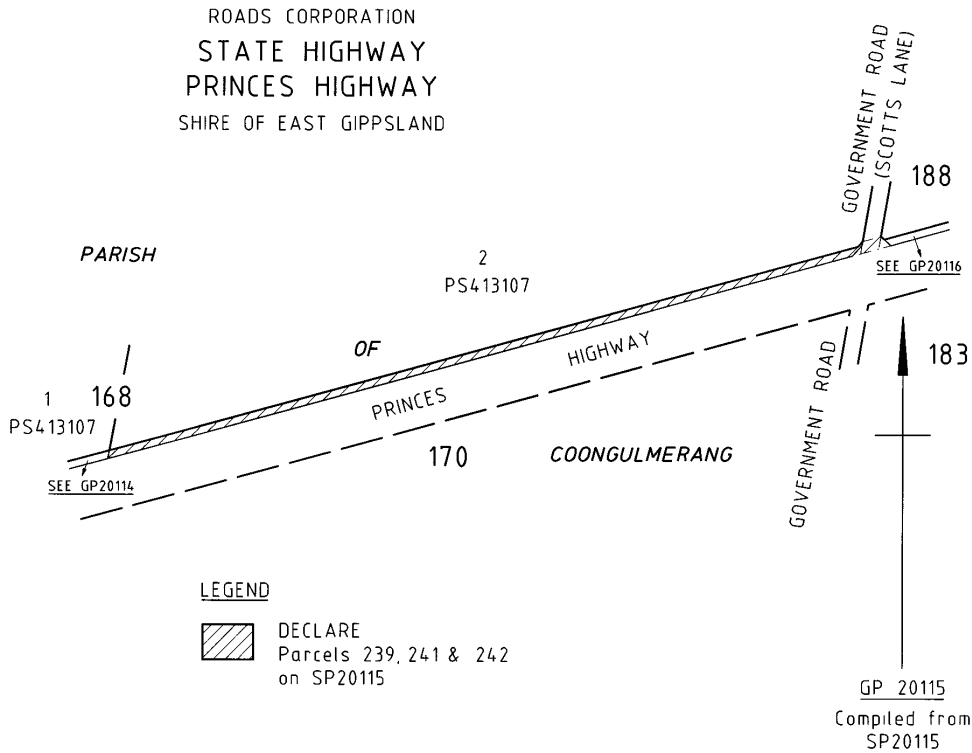 ROADS CORPORATION
STATE HIGHWAY
PRINCES HIGHWAY
SHIRE OF EAST GIPPSLAND
GOVERNMENT ROAD
(SCOTTS LANE)
188
PARISH
2
PS413107
SEE GP20116
OF
HIGHWAY
183
1
168
PS413107
PRINCES
GOVERNMENT ROAD
170
COONGULMERANG
SEE GP20114
LEGEND
DECLARE
Parcels 239, 241 & 242
on SP20115
GP 20115
Compiled from
SP20115